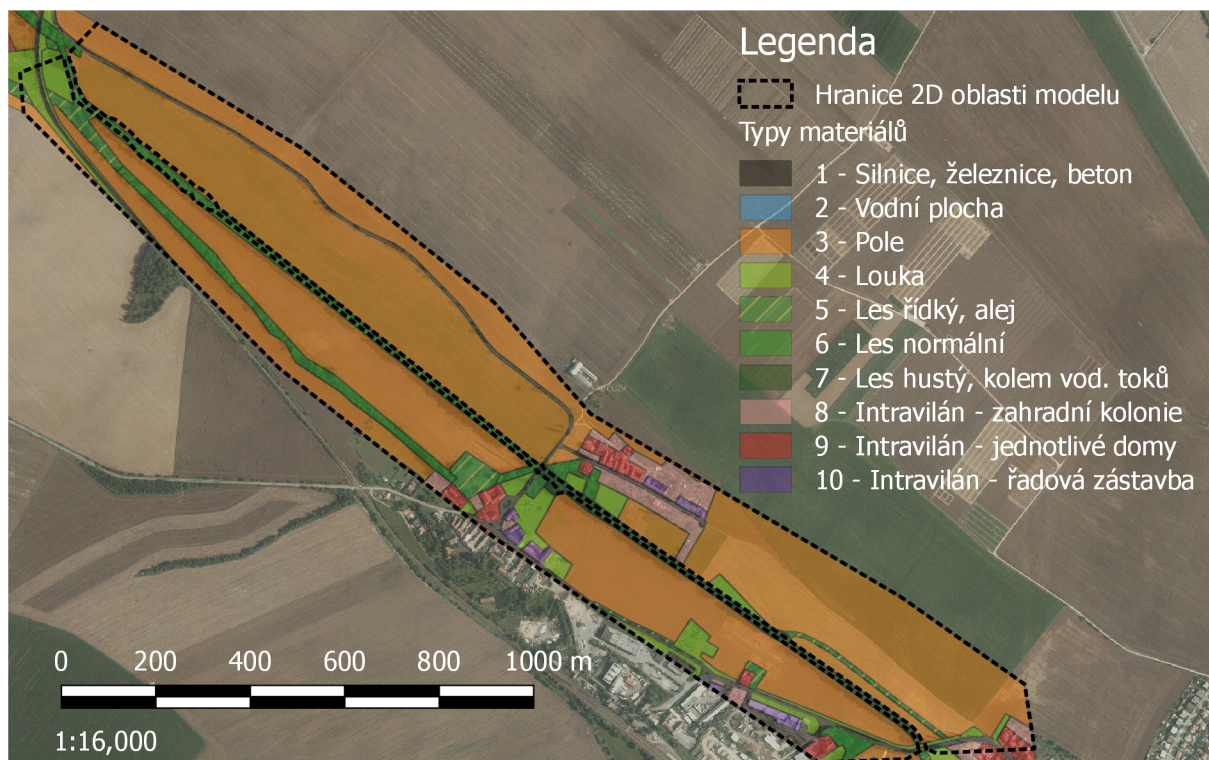 Legenda
Hranice 2D oblasti modelu
Typy materiálů
1 - Silnice, železnice, beton
2 - Vodní plocha
3 - Pole
4 - Louka
5 - Les řídký, alej
6 - Les normální
7 - Les hustý, kolem vod. toků
8 - Intravilán - zahradní kolonie
9 - Intravilán - jednotlivé domy
10 - Intravilán - řadová zástavba
© ČÚZK
0 200 400 600 800 1000 m
1:16,000